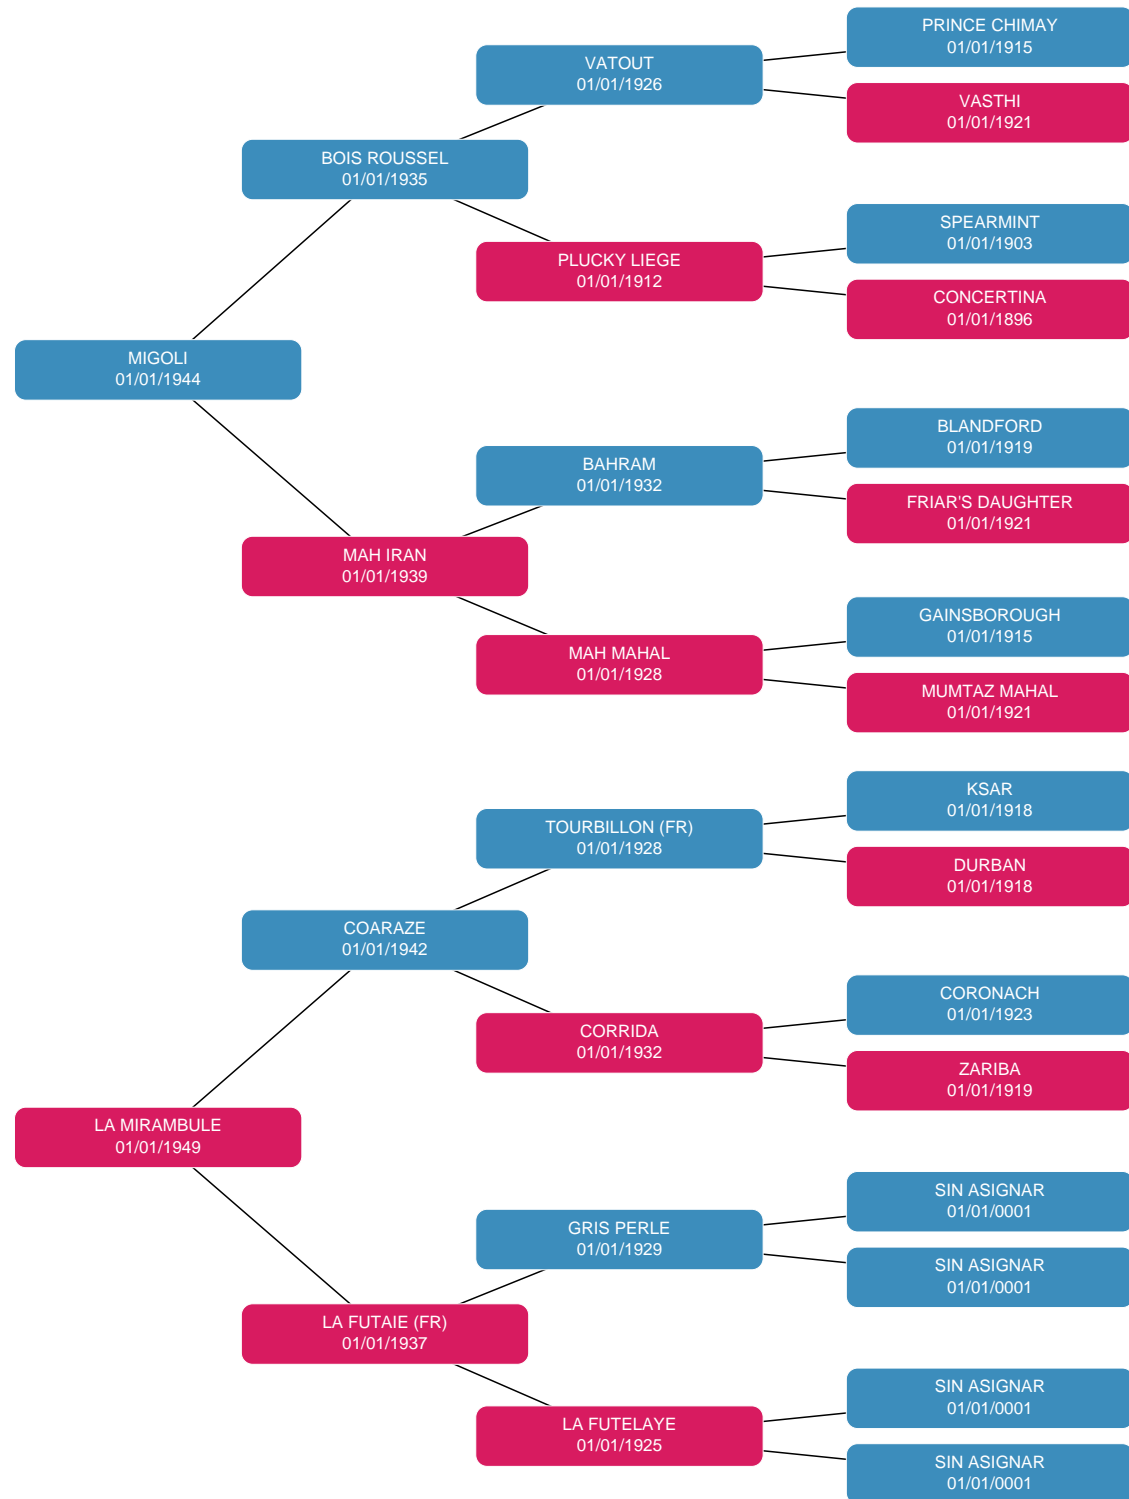 PRINCE CHIMAY
01/01/1915
VATOUT
01/01/1926
VASTHI
01/01/1921
BOIS ROUSSEL
01/01/1935
SPEARMINT
01/01/1903
PLUCKY LIEGE
01/01/1912
CONCERTINA
01/01/1896
MIGOLI
01/01/1944
BLANDFORD
01/01/1919
BAHRAM
01/01/1932
FRIAR'S DAUGHTER
01/01/1921
MAH IRAN
01/01/1939
GAINSBOROUGH
01/01/1915
MAH MAHAL
01/01/1928
MUMTAZ MAHAL
01/01/1921
KSAR
01/01/1918
TOURBILLON (FR)
01/01/1928
DURBAN
01/01/1918
COARAZE
01/01/1942
CORONACH
01/01/1923
CORRIDA
01/01/1932
ZARIBA
01/01/1919
LA MIRAMBULE
01/01/1949
SIN ASIGNAR
01/01/0001
GRIS PERLE
01/01/1929
SIN ASIGNAR
01/01/0001
LA FUTAIE (FR)
01/01/1937
SIN ASIGNAR
01/01/0001
LA FUTELAYE
01/01/1925
SIN ASIGNAR
01/01/0001